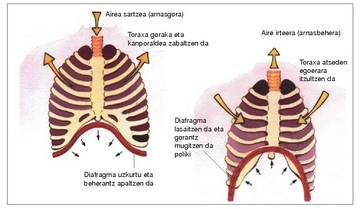 Airea sartzea (arnasgora)
Toraxa goraka eta
kanporaldea zabaltzen da
Diafragma uzkurtu eta
beherantz apaltzen da
Aire irteera (arnasbehera)
Toraxa atseden
egoerara
itzultzen da
Diafragma
lasaitzen da eta
gorantz
mugitzen da
poliki